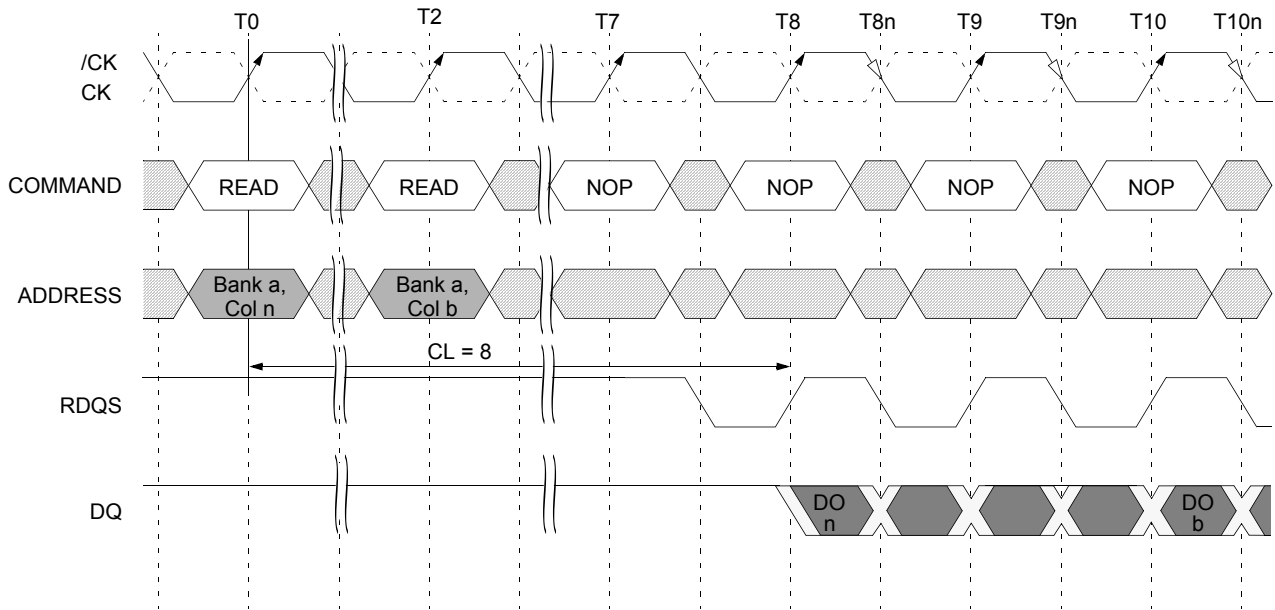 T0 T2 T7 T8 T8n T9 T9n T10 T10n
/CK
CK
COMMAND READ READ NOP NOP NOP NOP
ADDRESS
Bank a,
Col n
Bank a,
Col b
CL = 8
RDQS
DQ
DO
n
DO
b